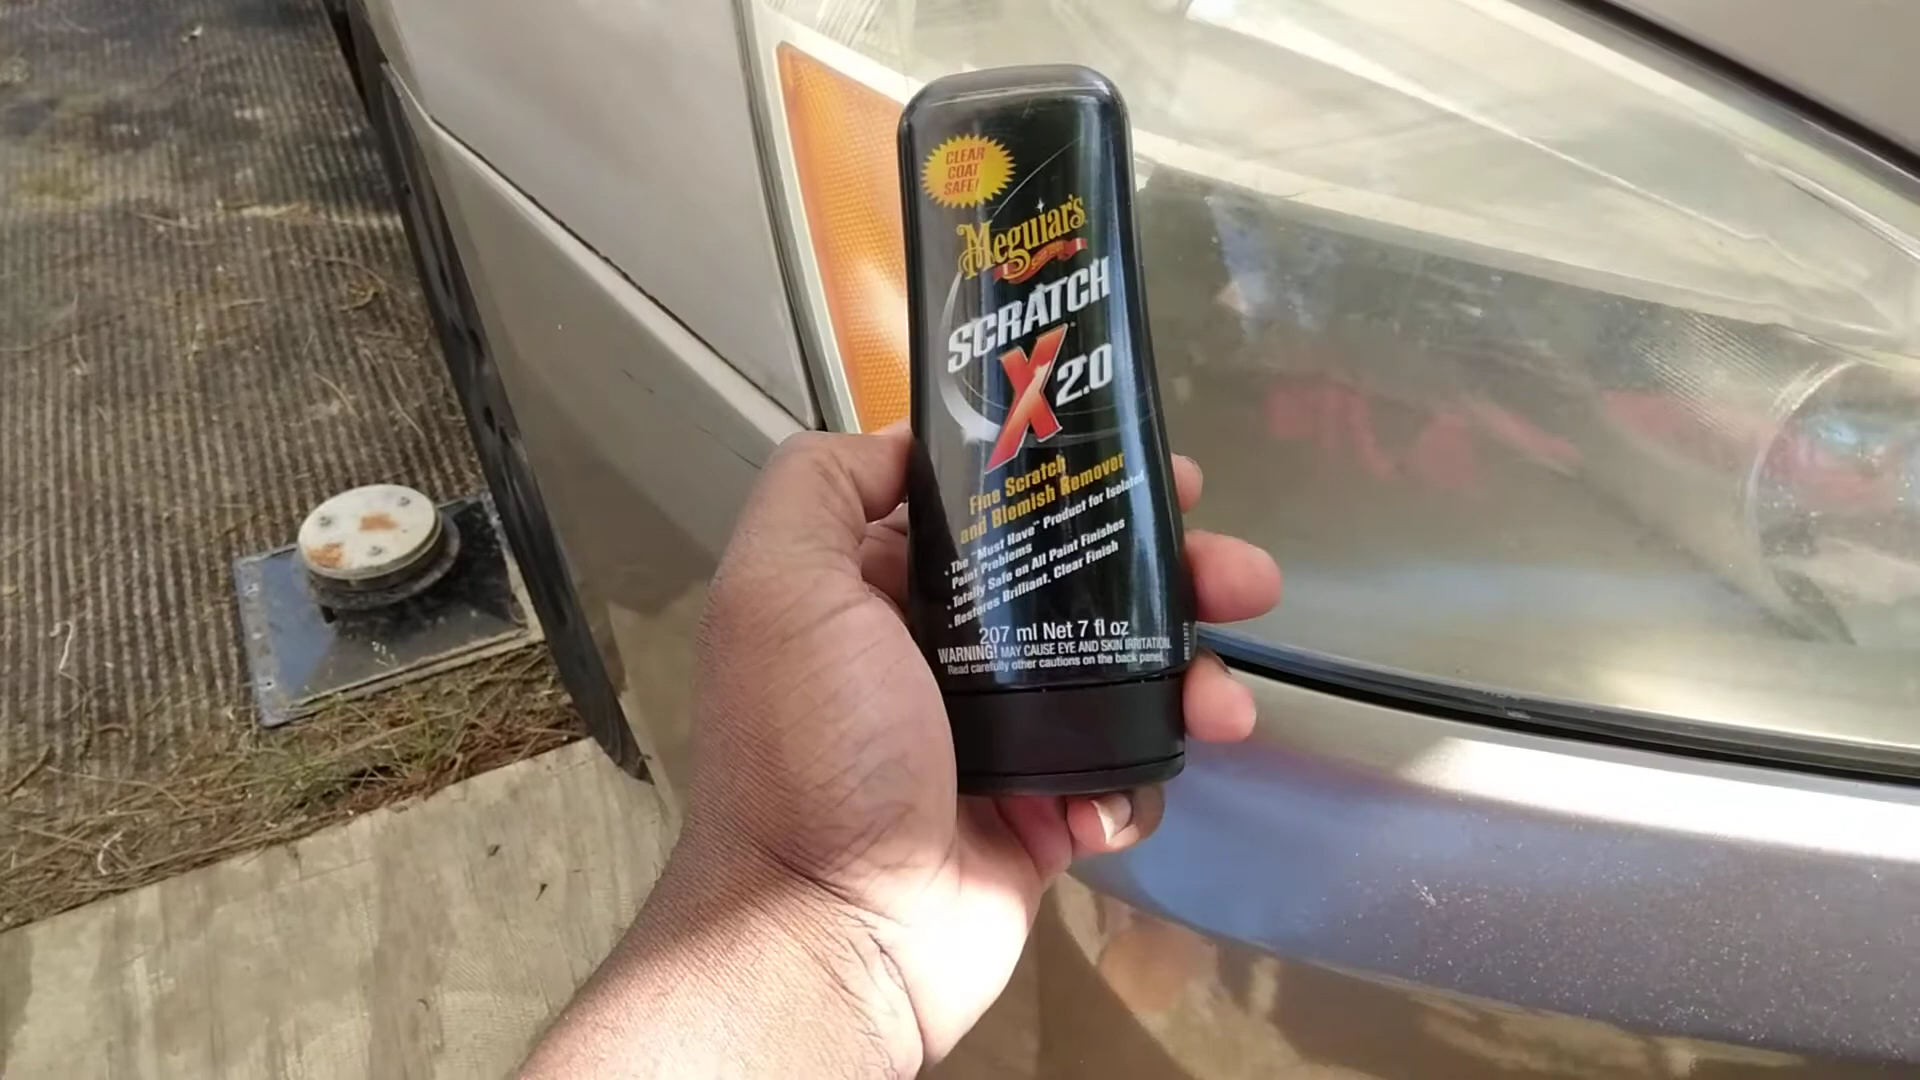 CLEAR
COAT
SAFE!
Meguiar's
SCRATCH
X 2.0
Fine Scratch
and Blemish Remover
• The "Must Have" Product for Isolated
Paint Problems
• Totally Safe on All Paint Finishes
• Restores Brilliant, Clear Finish
207 ml Net 7 fl oz
WARNING! MAY CAUSE EYE AND SKIN IRRITATION.
Read carefully other cautions on the back panel.